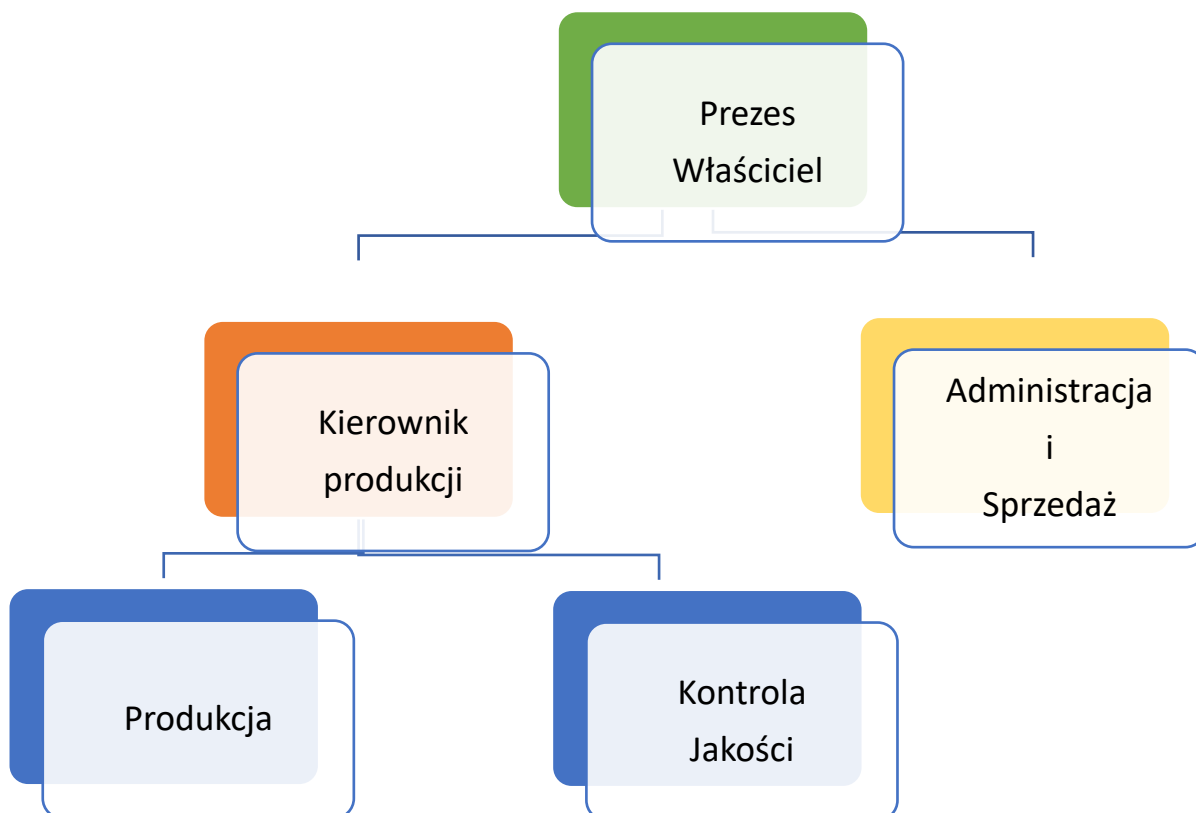 Prezes
Właściciel
Kierownik
produkcji
Administracja
i
Sprzedaż
Produkcja
Kontrola
Jakości